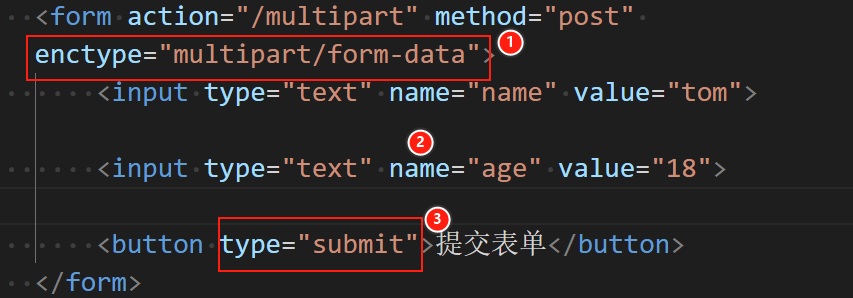 <form action="/multipart" method="post"
enctype="multipart/form-data"> 1
<input type="text" name="name" value="tom">
2
<input type="text" name="age" value="18">
3
<button type="submit">提交表单</button>
</form>